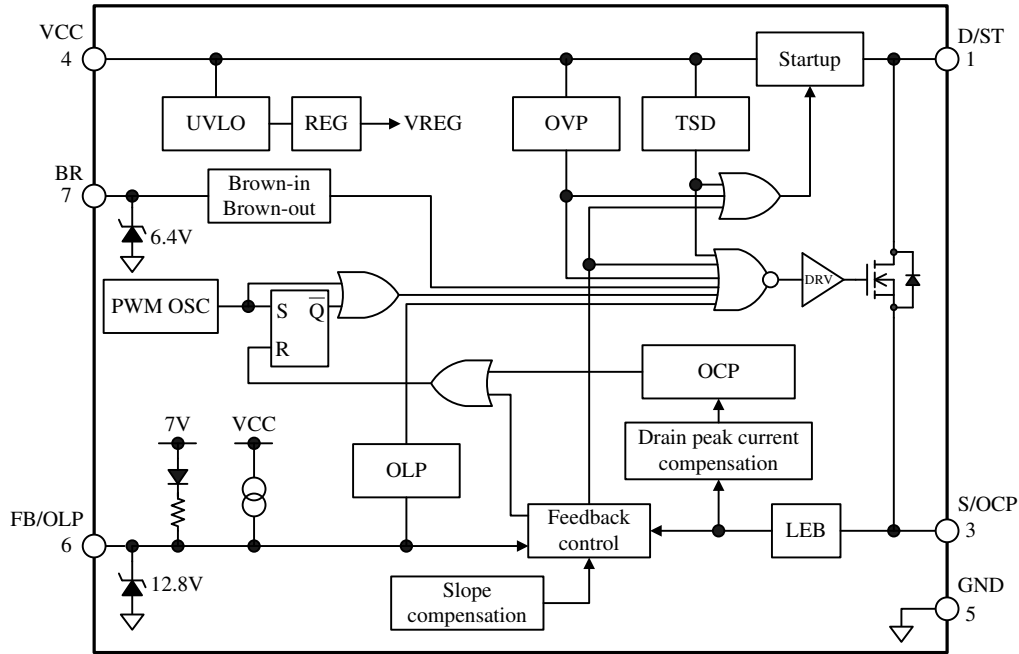 VCC
4
D/ST
1
Startup
UVLO
REG
VREG
OVP
TSD
BR
7
Brown-in
Brown-out
6.4V
PWM OSC
S
Q
R
DRV
OCP
7V
VCC
OLP
Drain peak current
compensation
FB/OLP
6
Feedback
control
LEB
S/OCP
3
12.8V
Slope
compensation
GND
5